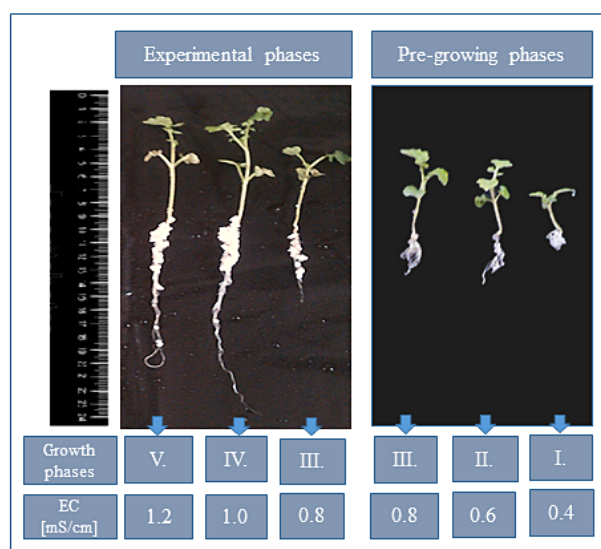 Experimental phases
Pre-growing phases
Growth phases
V.
IV.
III.
III.
II.
I.
EC
[mS/cm]
1.2
1.0
0.8
0.8
0.6
0.4